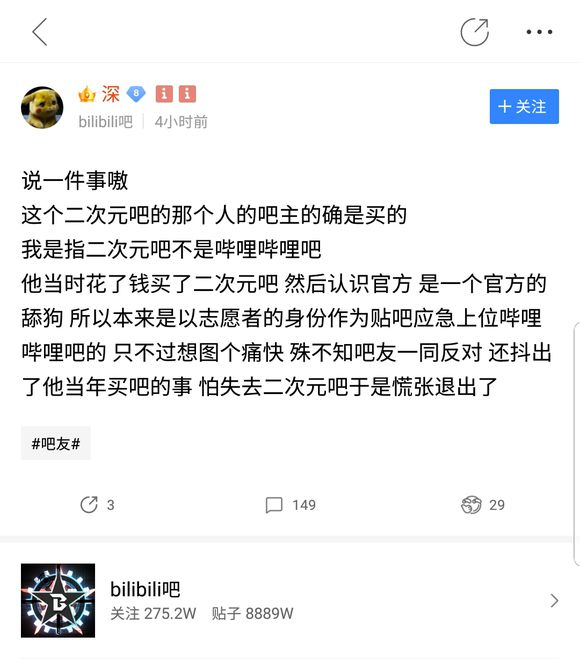 深 8
+ 关注
bilibili吧 4小时前
说一件事嗷
这个二次元吧的那个人的吧主的确是买的
我是指二次元吧不是哔哩哔哩吧
他当时花了钱买了二次元吧 然后认识官方 是一个官方的
舔狗 所以本来是以志愿者的身份作为贴吧应急上位哔哩
哔哩吧的 只不过想图个痛快 殊不知吧友一同反对 还抖出
了他当年买吧的事 怕失去二次元吧于是慌张退出了
#吧友#
3 149 29
bilibili吧
关注 275.2W 贴子 8889W